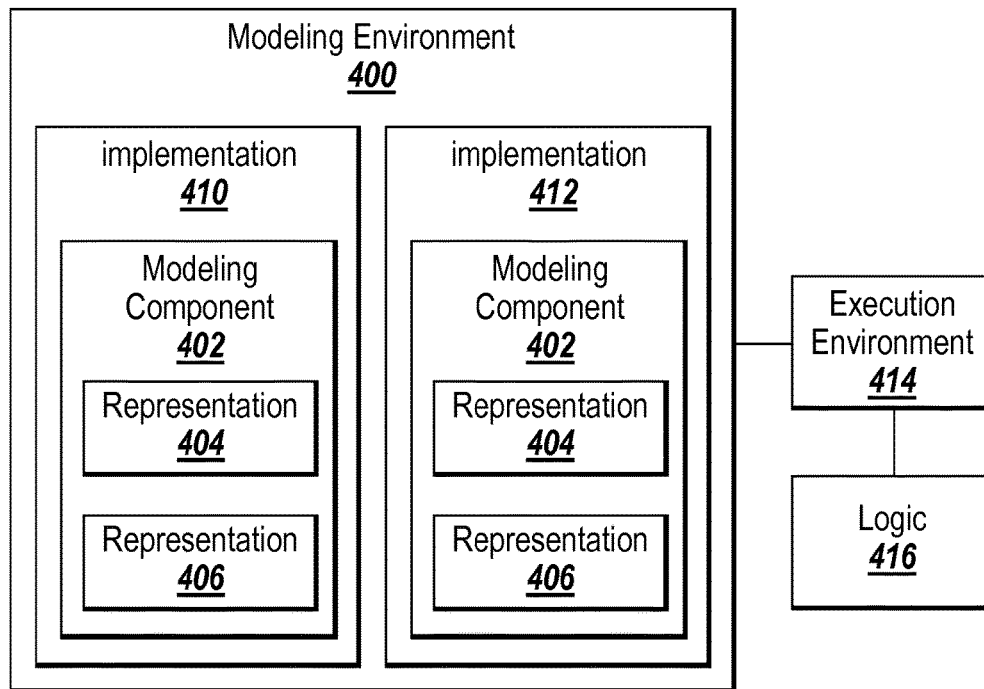 Modeling Environment
400
implementation
410
Modeling
Component
402
Representation
404
Representation
406
implementation
412
Modeling
Component
402
Representation
404
Representation
406
Execution
Environment
414
Logic
416